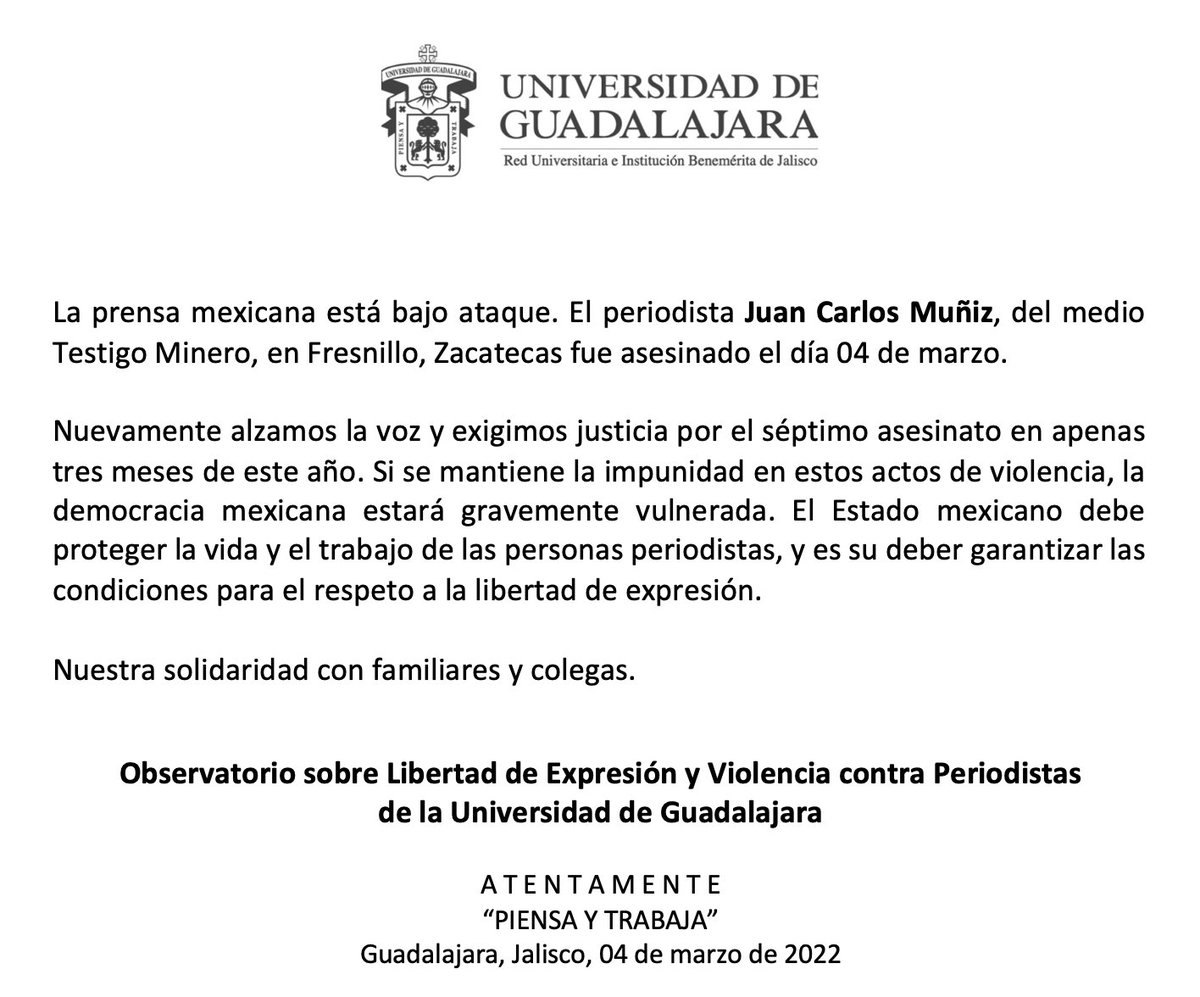 UNIVERSIDAD DE GUADALAJARA
PIENSA Y
TRABAJA
UNIVERSIDAD DE
GUADALAJARA
Red Universitaria e Institución Benemérita de Jalisco
La prensa mexicana está bajo ataque. El periodista Juan Carlos Muñiz, del medio
Testigo Minero, en Fresnillo, Zacatecas fue asesinado el día 04 de marzo.
Nuevamente alzamos la voz y exigimos justicia por el séptimo asesinato en apenas
tres meses de este año. Si se mantiene la impunidad en estos actos de violencia, la
democracia mexicana estará gravemente vulnerada. El Estado mexicano debe
proteger la vida y el trabajo de las personas periodistas, y es su deber garantizar las
condiciones para el respeto a la libertad de expresión.
Nuestra solidaridad con familiares y colegas.
Observatorio sobre Libertad de Expresión y Violencia contra Periodistas
de la Universidad de Guadalajara
A T E N T A M E N T E
“PIENSA Y TRABAJA”
Guadalajara, Jalisco, 04 de marzo de 2022